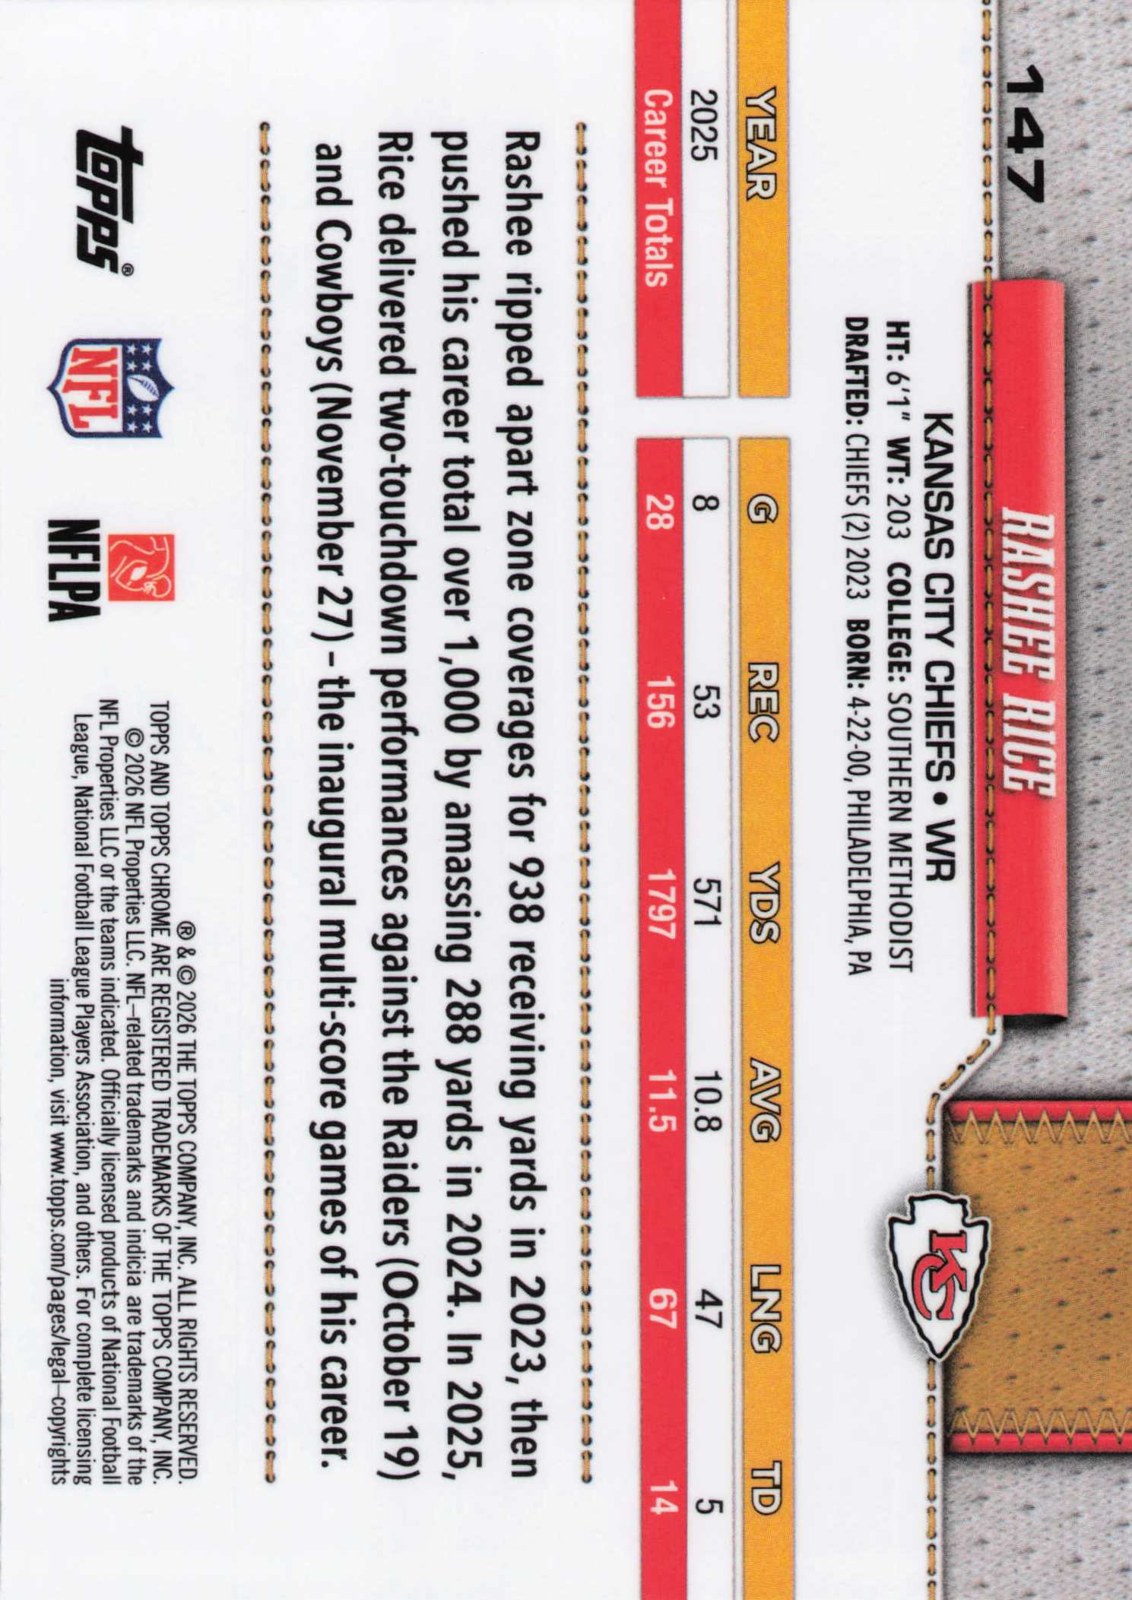 147
RASHEE RICE
KANSAS CITY CHIEFS • WR
HT: 6'1" WT: 203 COLLEGE: SOUTHERN METHODIST
DRAFTED: CHIEFS (2) 2023 BORN: 4-22-00, PHILADELPHIA, PA
KC
YEAR G REC YDS AVG LNG TD
2025 8 53 571 10.8 47 5
Career Totals 28 156 1797 11.5 67 14
Rashee ripped apart zone coverages for 938 receiving yards in 2023, then
pushed his career total over 1,000 by amassing 288 yards in 2024. In 2025,
Rice delivered two-touchdown performances against the Raiders (October 19)
and Cowboys (November 27) – the inaugural multi-score games of his career.
topps®
NFL
NFLPA
® & © 2026 THE TOPPS COMPANY, INC. ALL RIGHTS RESERVED.
TOPPS AND TOPPS CHROME ARE REGISTERED TRADEMARKS OF THE TOPPS COMPANY, INC.
© 2026 NFL Properties LLC. NFL–related trademarks and indicia are trademarks of the
NFL Properties LLC or the teams indicated. Officially licensed products of National Football
League, National Football League Players Association, and others. For complete licensing
information, visit www.topps.com/pages/legal–copyrights